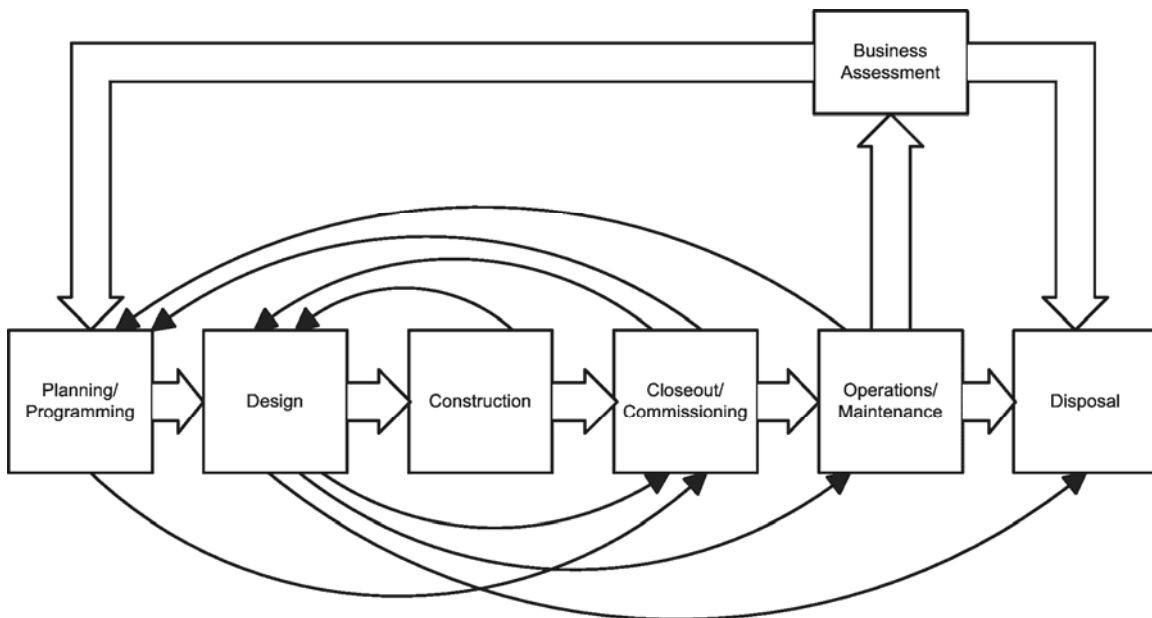 Business
Assessment
Planning/
Programming
Design
Construction
Closeout/
Commissioning
Operations/
Maintenance
Disposal